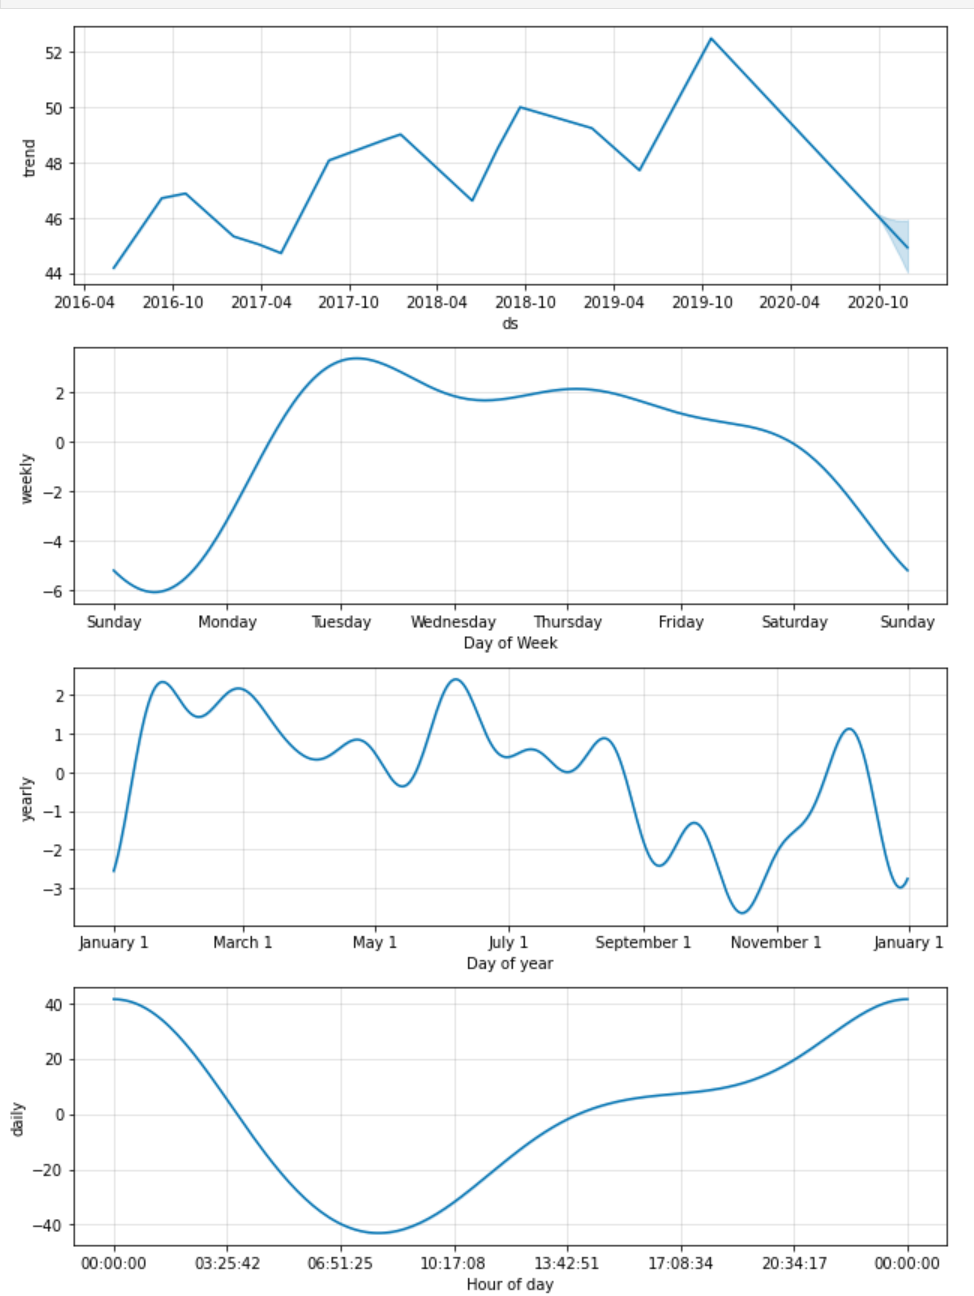 52
50
48
46
44
trend
2016-04 2016-10 2017-04 2017-10 2018-04 2018-10 2019-04 2019-10 2020-04 2020-10
ds
2
0
−2
−4
−6
weekly
Sunday Monday Tuesday Wednesday Thursday Friday Saturday Sunday
Day of Week
2
1
0
−1
−2
−3
yearly
January 1 March 1 May 1 July 1 September 1 November 1 January 1
Day of year
40
20
0
−20
−40
daily
00:00:00 03:25:42 06:51:25 10:17:08 13:42:51 17:08:34 20:34:17 00:00:00
Hour of day